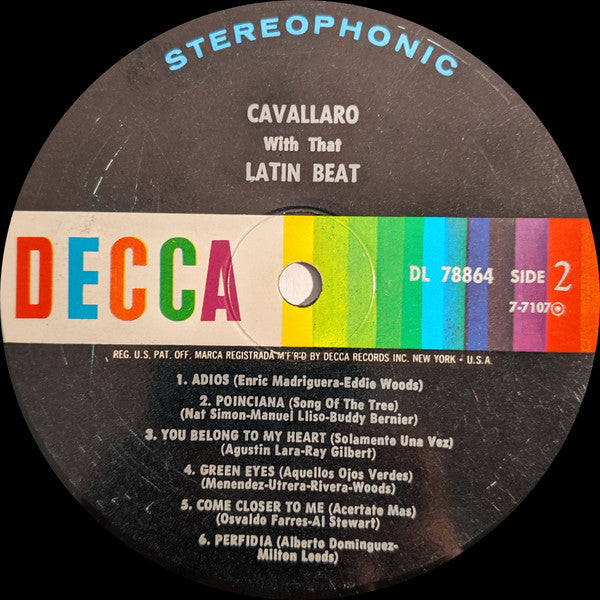 STEREOPHONIC
CAVALLARO
With That
LATIN BEAT
DECCA
DL 78864 SIDE 2
7-7107
REG. U.S. PAT. OFF. MARCA REGISTRADA M'F'R'D BY DECCA RECORDS INC. NEW YORK - U.S.A.
1. ADIOS (Enric Madriguera-Eddie Woods)
2. POINCIANA (Song Of The Tree)
(Nat Simon-Manuel Lliso-Buddy Bernier)
3. YOU BELONG TO MY HEART (Solamente Una Vez)
(Agustin Lara-Ray Gilbert)
4. GREEN EYES (Aquellos Ojos Verdes)
(Menendez-Utrera-Rivera-Woods)
5. COME CLOSER TO ME (Acertate Mas)
(Osvaldo Farres-Al Stewart)
6. PERFIDIA (Alberto Dominguez-
Milton Leeds)